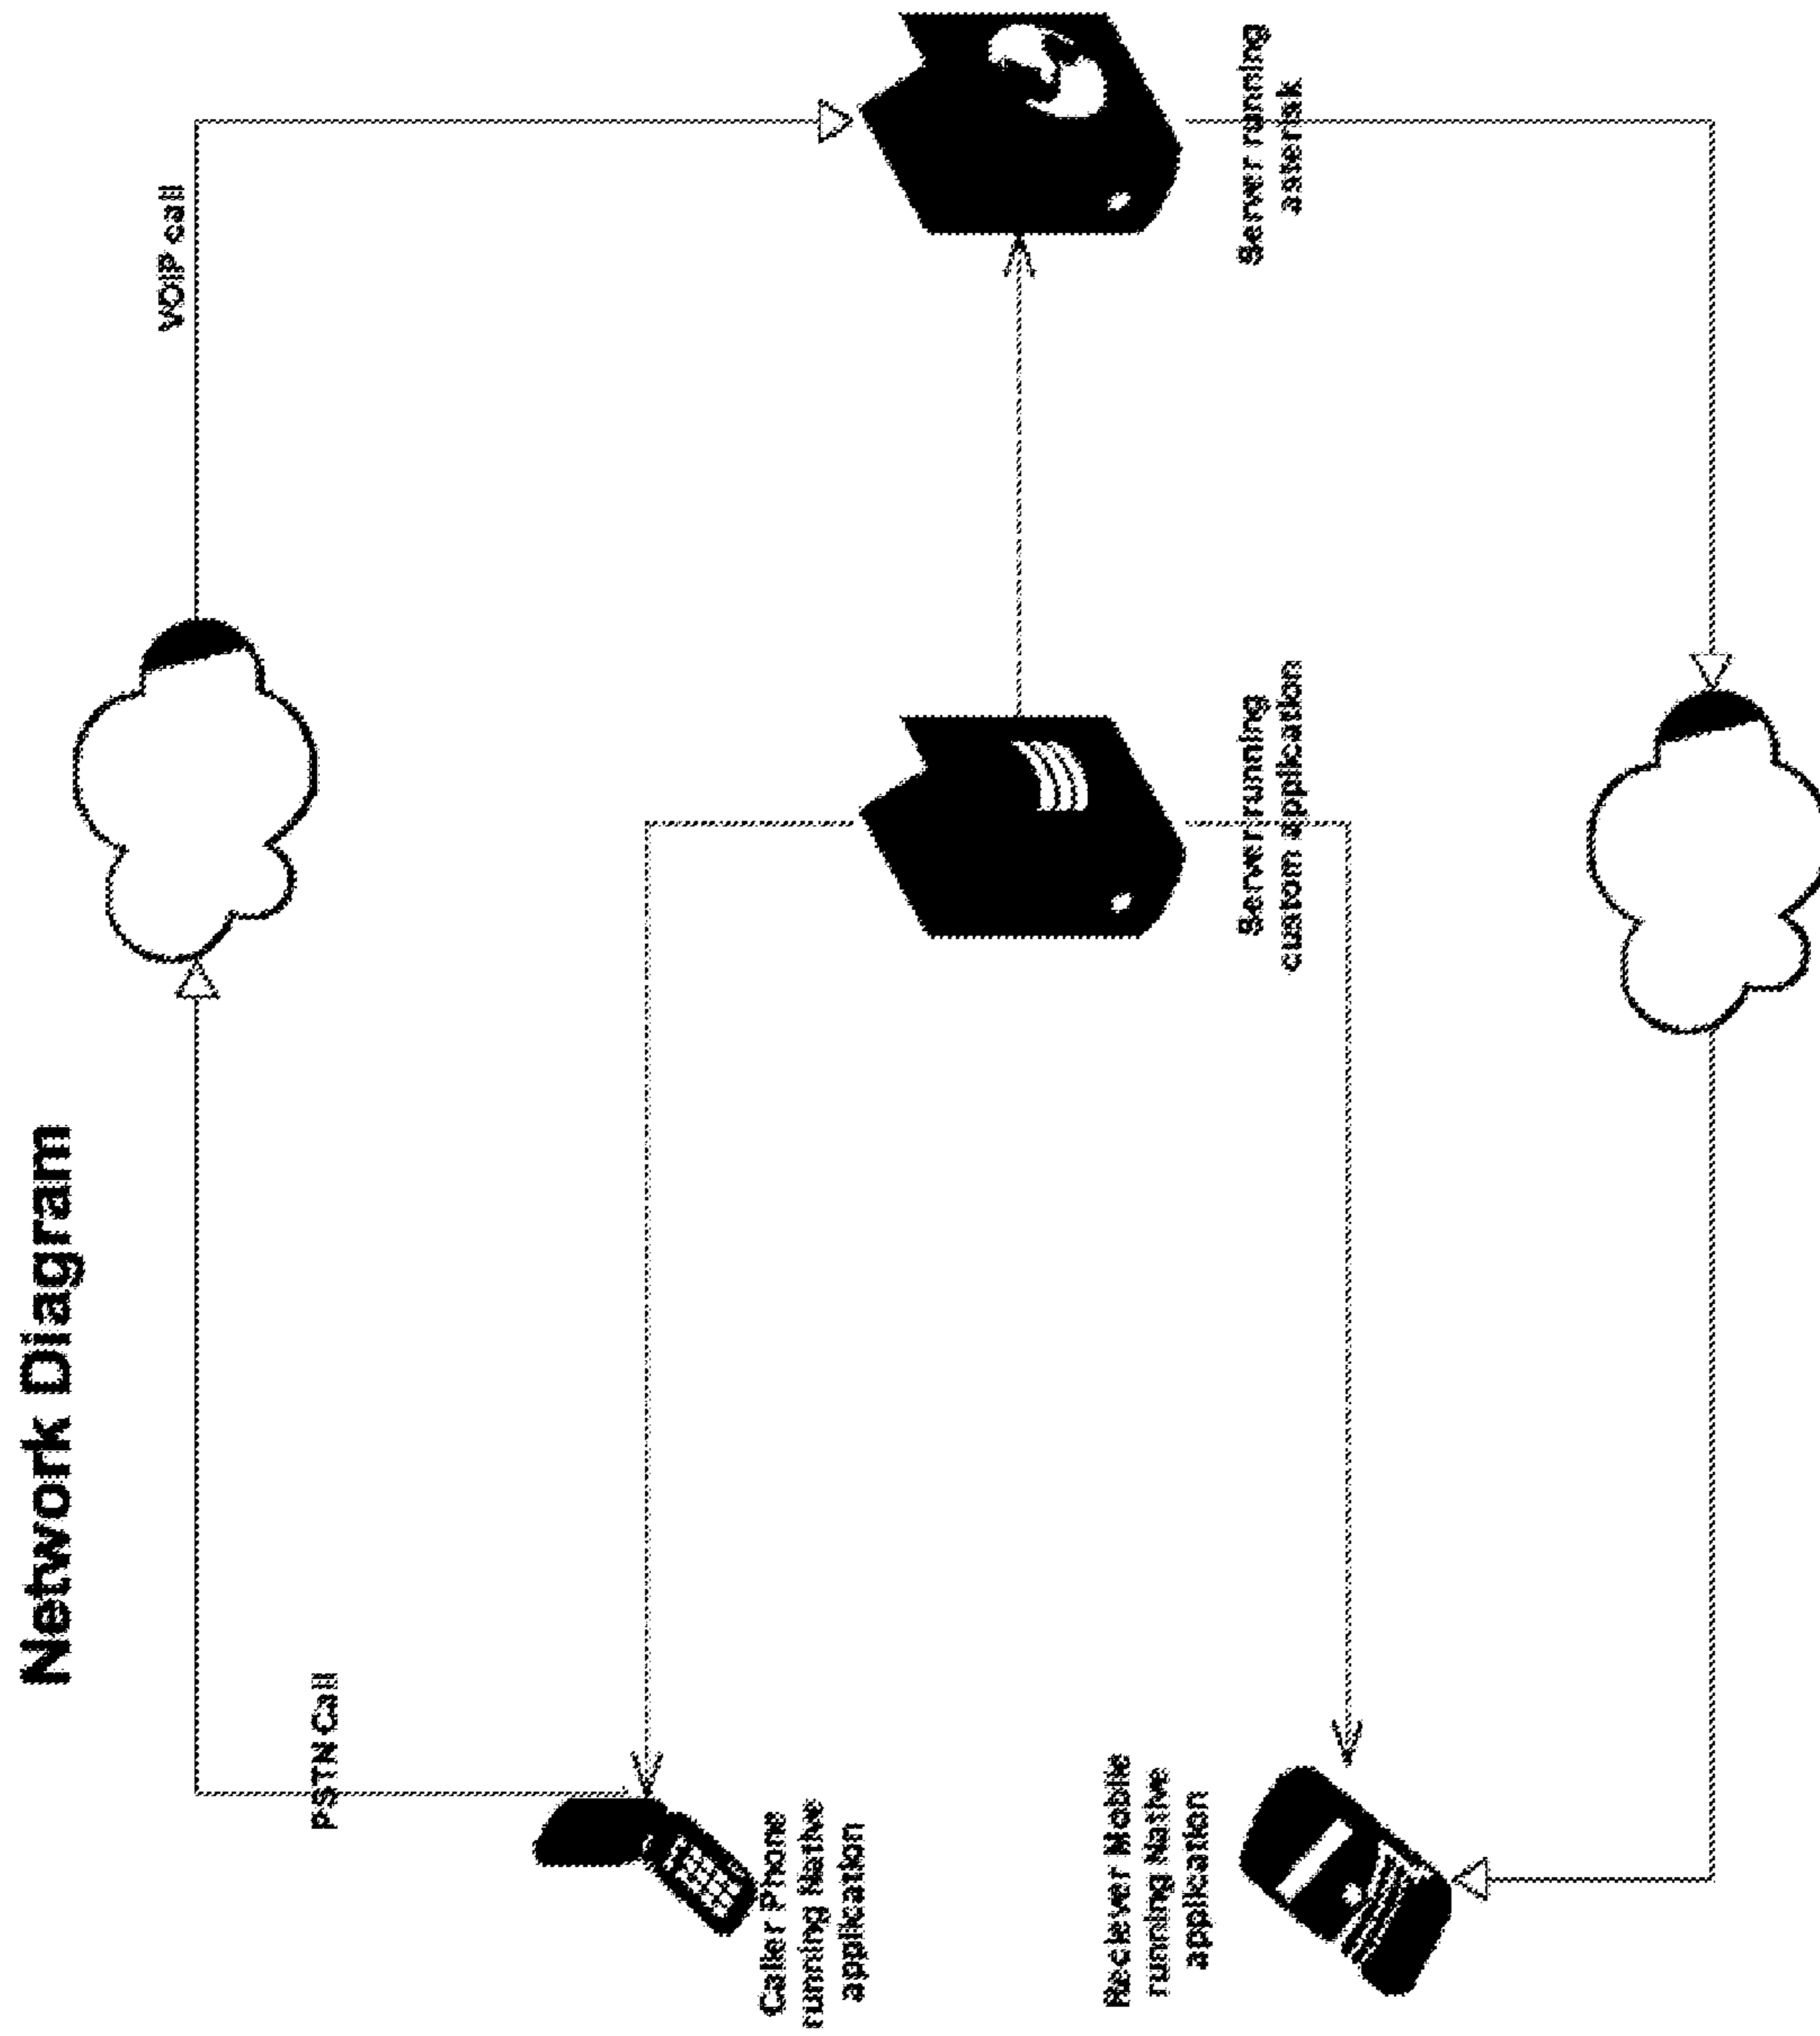 Network Diagram
PSTN Call
VOIP call
Caller Phone
running Native
application
Server running
custom application
Server running
asterisk
Reciever Mobile
running Native
application